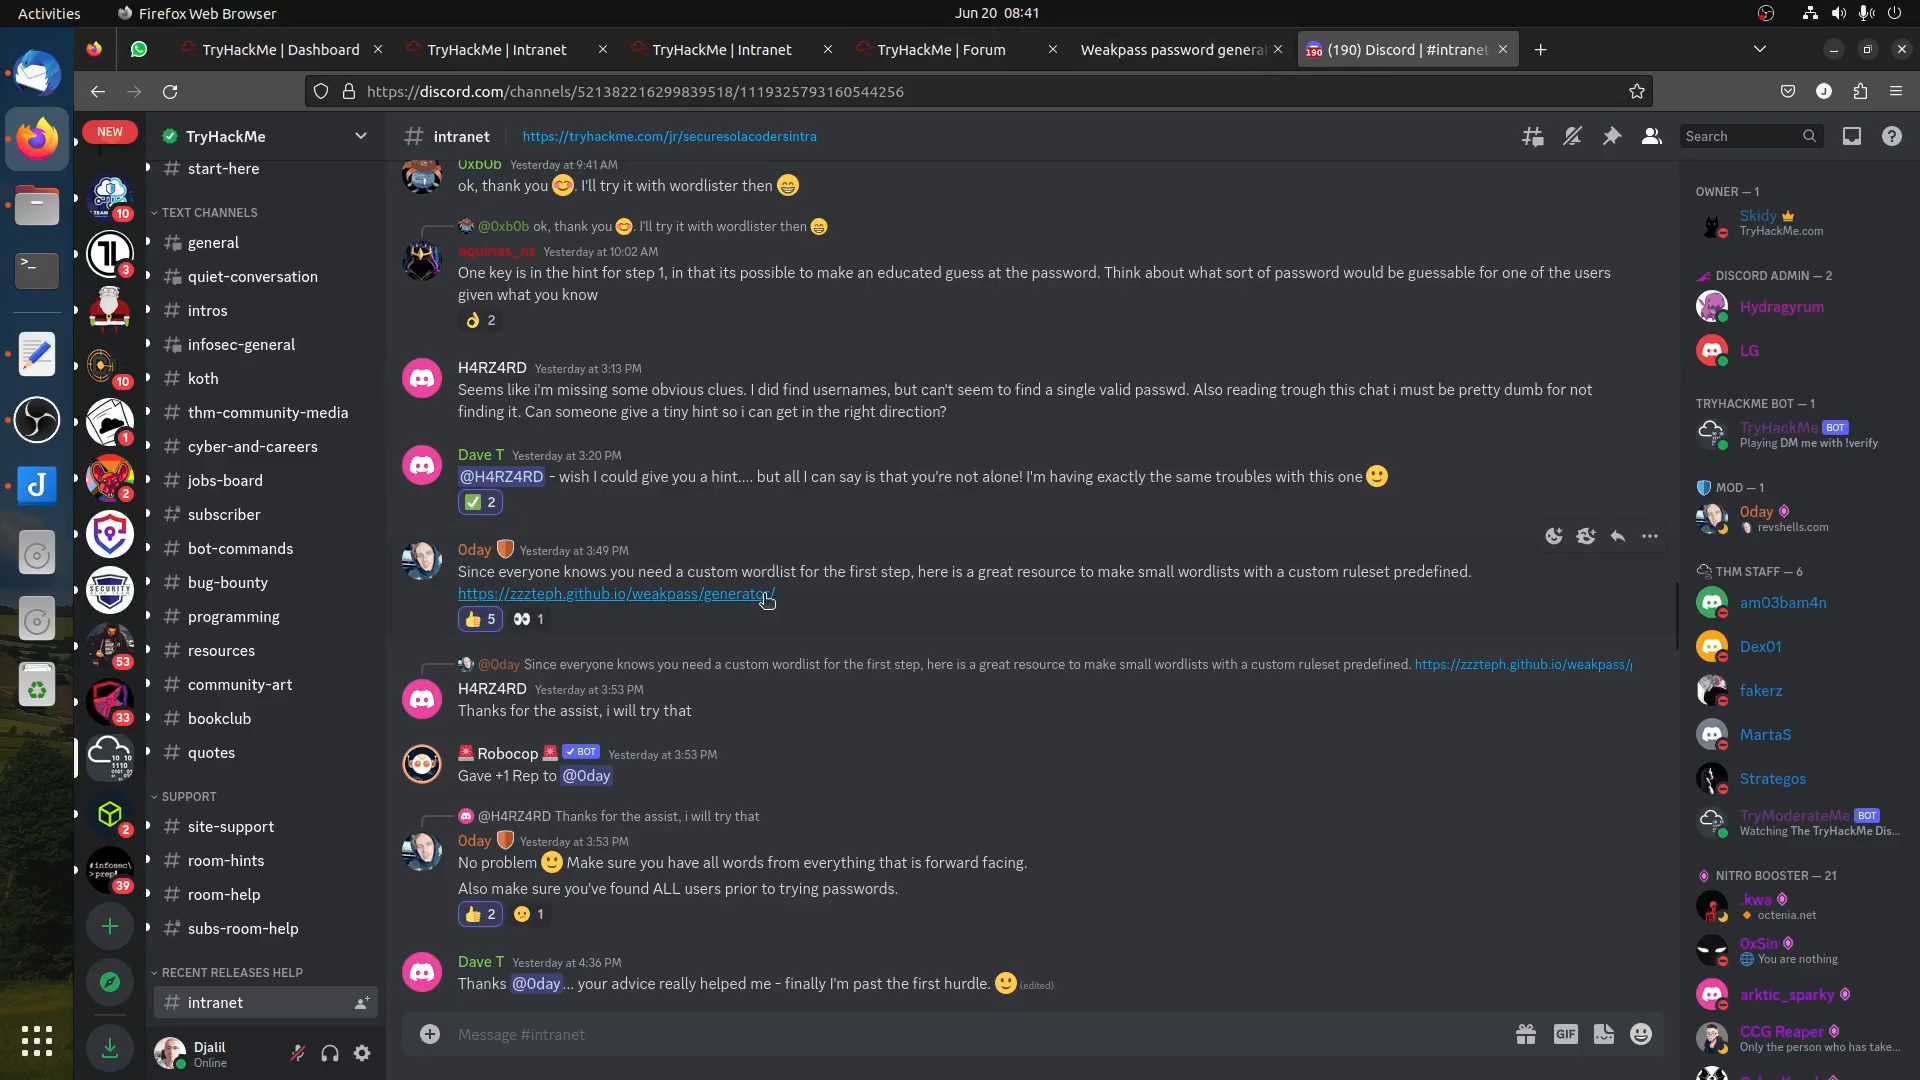 Activities
Firefox Web Browser
Jun 20 08:41
TryHackMe | Dashboard
TryHackMe | Intranet
TryHackMe | Intranet
TryHackMe | Forum
Weakpass password genera
(190) Discord | #intranet
https://discord.com/channels/521382216299839518/1119325793160544256
NEW
TryHackMe
intranet
https://tryhackme.com/jr/securesolacodersintra
Search
start-here
TEXT CHANNELS
general
quiet-conversation
intros
infosec-general
koth
thm-community-media
cyber-and-careers
jobs-board
subscriber
bot-commands
bug-bounty
programming
resources
community-art
bookclub
quotes
SUPPORT
site-support
room-hints
room-help
subs-room-help
RECENT RELEASES HELP
intranet
Djalil
Online
10
3
10
1
2
53
33
2
39
0xb0b Yesterday at 9:41 AM
ok, thank you 😊. I'll try it with wordlister then 😁
@0xb0b ok, thank you 😊. I'll try it with wordlister then 😁
aquinas_nz Yesterday at 10:02 AM
One key is in the hint for step 1, in that its possible to make an educated guess at the password. Think about what sort of password would be guessable for one of the users
given what you know
👌 2
H4RZ4RD Yesterday at 3:13 PM
Seems like i'm missing some obvious clues. I did find usernames, but can't seem to find a single valid passwd. Also reading trough this chat i must be pretty dumb for not
finding it. Can someone give a tiny hint so i can get in the right direction?
Dave T Yesterday at 3:20 PM
@H4RZ4RD - wish I could give you a hint.... but all I can say is that you're not alone! I'm having exactly the same troubles with this one 🙂
✅ 2
0day Yesterday at 3:49 PM
Since everyone knows you need a custom wordlist for the first step, here is a great resource to make small wordlists with a custom ruleset predefined.
https://zzzteph.github.io/weakpass/generator/
👍 5 👀 1
@0day Since everyone knows you need a custom wordlist for the first step, here is a great resource to make small wordlists with a custom ruleset predefined. https://zzzteph.github.io/weakpass/
H4RZ4RD Yesterday at 3:53 PM
Thanks for the assist, i will try that
🚨 Robocop 🚨 BOT Yesterday at 3:53 PM
Gave +1 Rep to @0day
@H4RZ4RD Thanks for the assist, i will try that
0day Yesterday at 3:53 PM
No problem 🙂 Make sure you have all words from everything that is forward facing.
Also make sure you've found ALL users prior to trying passwords.
👍 2 😕 1
Dave T Yesterday at 4:36 PM
Thanks @0day... your advice really helped me - finally I'm past the first hurdle. 🙂 (edited)
Message #intranet
GIF
OWNER — 1
Skidy
TryHackMe.com
DISCORD ADMIN — 2
Hydragyrum
LG
TRYHACKME BOT — 1
TryHackMe BOT
Playing DM me with !verify
MOD — 1
0day
revshells.com
THM STAFF — 6
am03bam4n
Dex01
fakerz
MartaS
Strategos
TryModerateMe BOT
Watching The TryHackMe Dis...
NITRO BOOSTER — 21
.kwa
octenia.net
0xSin
You are nothing
arktic_sparky
CCG Reaper
Only the person who has take...